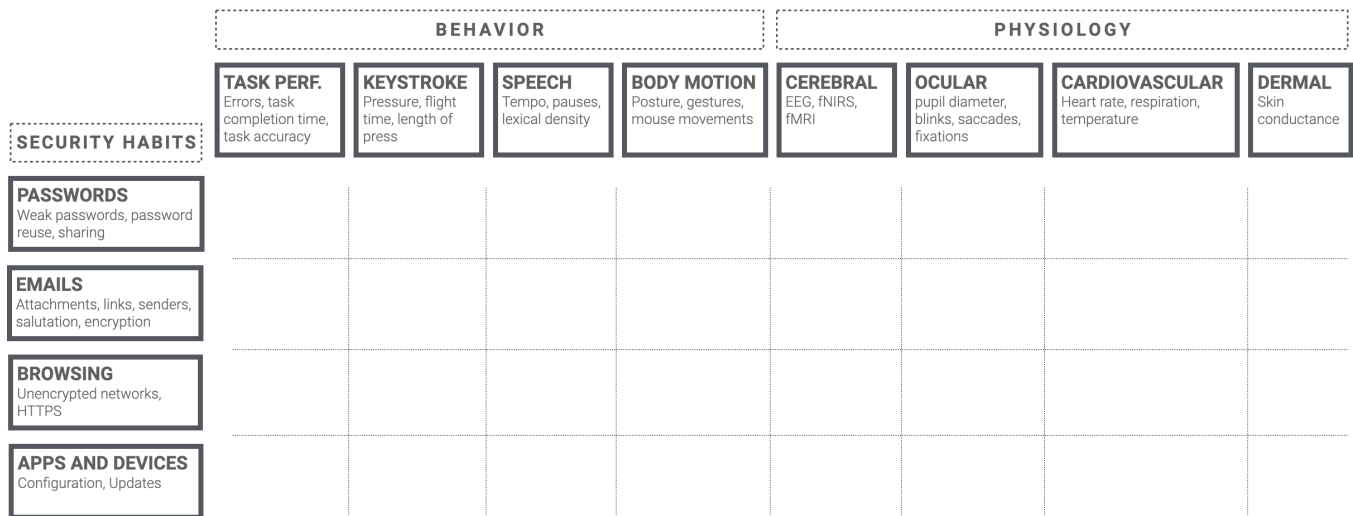 BEHAVIOR
PHYSIOLOGY
TASK PERF.
Errors, task
completion time,
task accuracy
KEYSTROKE
Pressure, flight
time, length of
press
SPEECH
Tempo, pauses,
lexical density
BODY MOTION
Posture, gestures,
mouse movements
CEREBRAL
EEG, fNIRS,
fMRI
OCULAR
pupil diameter,
blinks, saccades,
fixations
CARDIOVASCULAR
Heart rate, respiration,
temperature
DERMAL
Skin
conductance
SECURITY HABITS
PASSWORDS
Weak passwords, password
reuse, sharing
EMAILS
Attachments, links, senders,
salutation, encryption
BROWSING
Unencrypted networks,
HTTPS
APPS AND DEVICES
Configuration, Updates